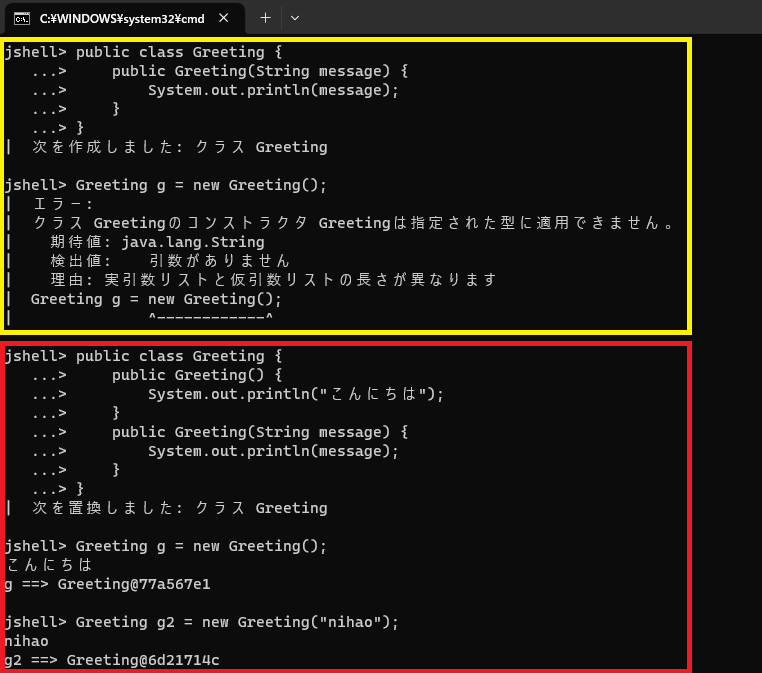 C:¥WINDOWS¥system32¥cmd
jshell> public class Greeting {
   ...>     public Greeting(String message) {
   ...>         System.out.println(message);
   ...>     }
   ...> }
|  次を作成しました: クラス Greeting
jshell> Greeting g = new Greeting();
|  エラー:
|  クラス Greetingのコンストラクタ Greetingは指定された型に適用できません。
|    期待値: java.lang.String
|    検出値:    引数がありません
|    理由: 実引数リストと仮引数リストの長さが異なります
|  Greeting g = new Greeting();
|               ^------------^
jshell> public class Greeting {
   ...>     public Greeting() {
   ...>         System.out.println("こんにちは");
   ...>     }
   ...>     public Greeting(String message) {
   ...>         System.out.println(message);
   ...>     }
   ...> }
|  次を置換しました: クラス Greeting
jshell> Greeting g = new Greeting();
こんにちは
g ==> Greeting@77a567e1
jshell> Greeting g2 = new Greeting("nihao");
nihao
g2 ==> Greeting@6d21714c